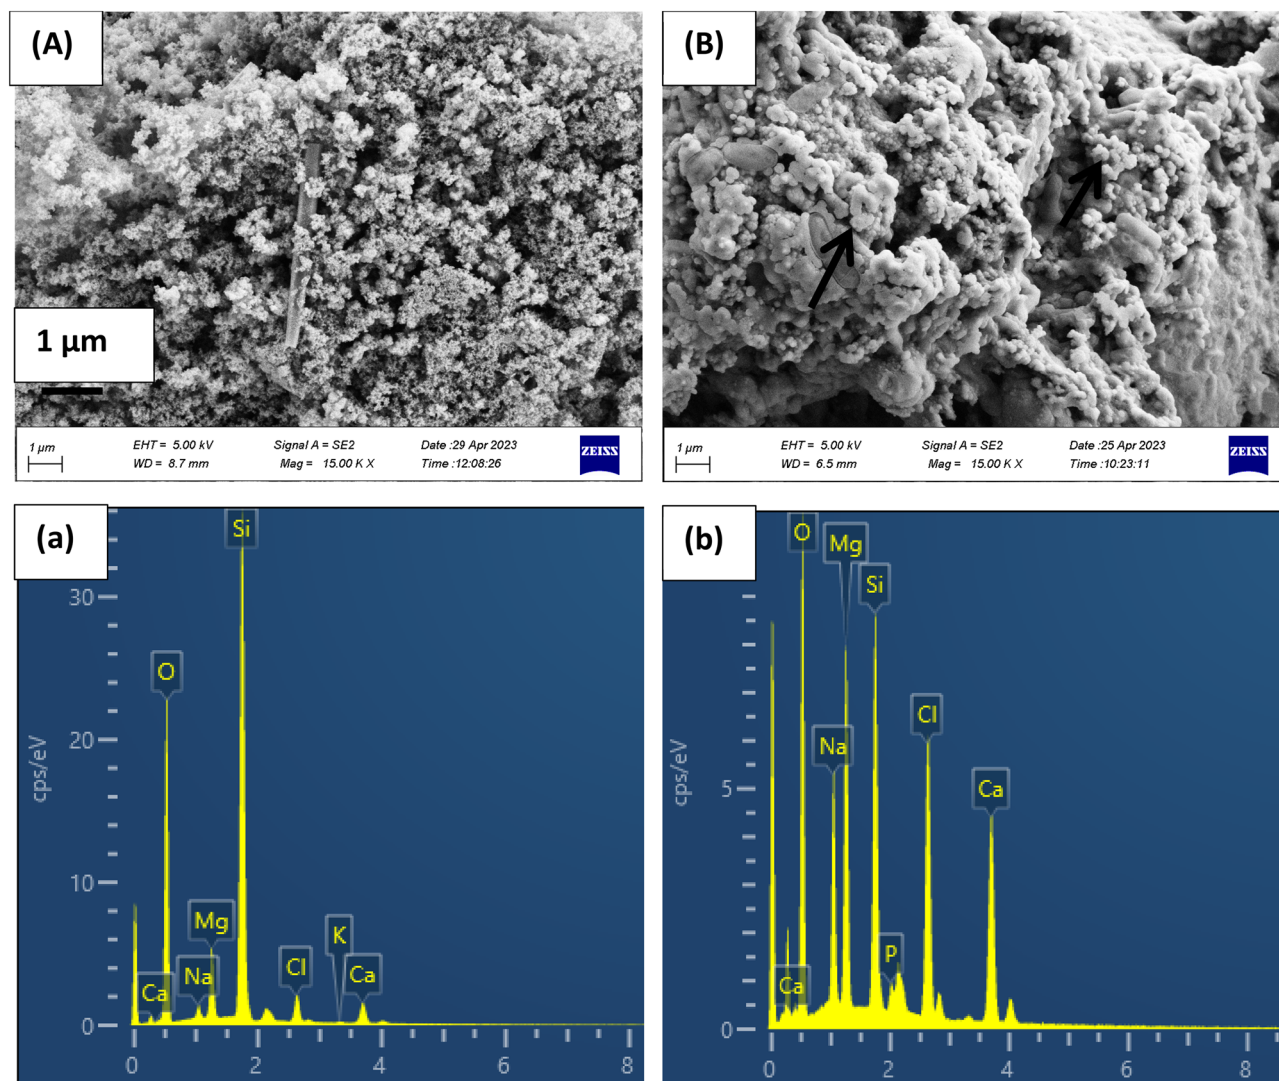 (A)
1 µm
1 µm
EHT = 5.00 kV
Signal A = SE2
Date :29 Apr 2023
WD = 8.7 mm
Mag = 15.00 K X
Time :12:08:26
ZEISS
(B)
1 µm
EHT = 5.00 kV
Signal A = SE2
Date :25 Apr 2023
WD = 6.5 mm
Mag = 15.00 K X
Time :10:23:11
ZEISS
(a)
Si
30
O
20
cps/eV
10
Mg
K
Na
Cl
Ca
Ca
0
0 2 4 6 8
(b)
O
Mg
Si
Cl
Na
Ca
5
cps/eV
P
Ca
0
0 2 4 6 8